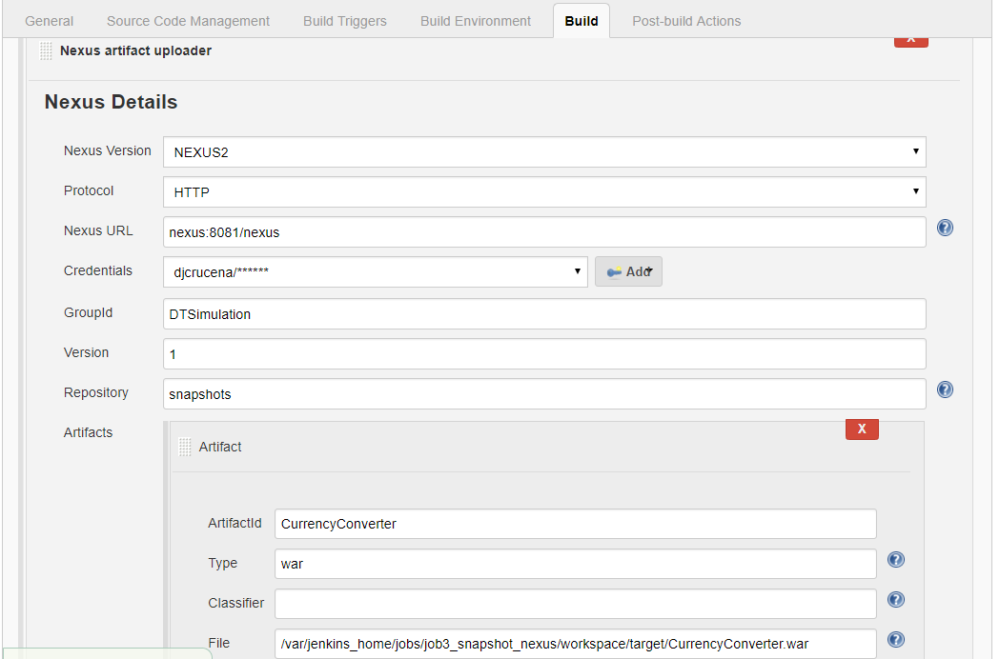 General Source Code Management Build Triggers Build Environment Build Post-build Actions
Nexus artifact uploader X
Nexus Details
Nexus Version NEXUS2
Protocol HTTP
Nexus URL nexus:8081/nexus
Credentials djcrucena/****** Add
GroupId DTSimulation
Version 1
Repository snapshots
Artifacts
X
Artifact
ArtifactId CurrencyConverter
Type war
Classifier
File /var/jenkins_home/jobs/job3_snapshot_nexus/workspace/target/CurrencyConverter.war